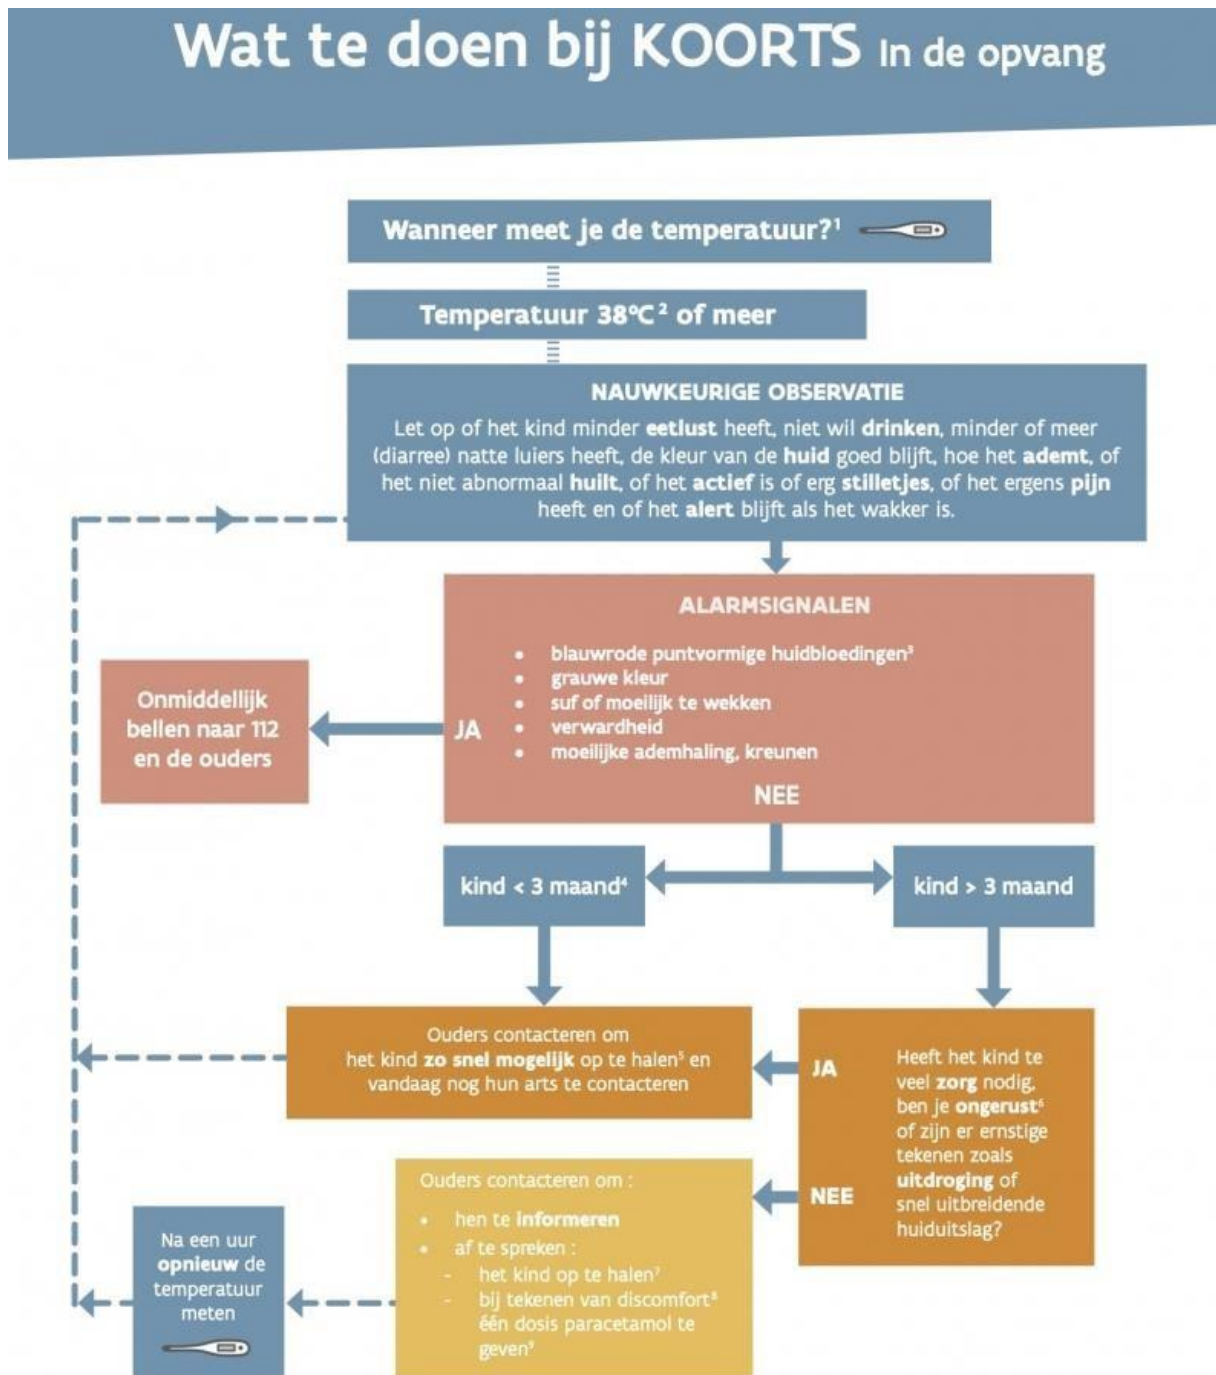 Wat te doen bij KOORTS In de opvang
Wanneer meet je de temperatuur?¹
Temperatuur 38°C² of meer
NAUWKEURIGE OBSERVATIE
Let op of het kind minder eetlust heeft, niet wil drinken, minder of meer
(diarree) natte luiers heeft, de kleur van de huid goed blijft, hoe het ademt, of
het niet abnormaal huilt, of het actief is of erg stilletjes, of het ergens pijn
heeft en of het alert blijft als het wakker is.
ALARMSIGNALEN
• blauwrode puntvormige huidbloedingen³
• grauwe kleur
• suf of moeilijk te wekken
• verwardheid
• moeilijke ademhaling, kreunen
JA
NEE
Onmiddellijk
bellen naar 112
en de ouders
kind < 3 maand⁴
kind > 3 maand
Ouders contacteren om
het kind zo snel mogelijk op te halen⁵ en
vandaag nog hun arts te contacteren
JA
NEE
Heeft het kind te
veel zorg nodig,
ben je ongerust⁶
of zijn er ernstige
tekenen zoals
uitdroging of
snel uitbreidende
huiduitslag?
Ouders contacteren om :
• hen te informeren
• af te spreken :
- het kind op te halen⁷
- bij tekenen van discomfort⁸
één dosis paracetamol te
geven⁹
Na een uur
opnieuw de
temperatuur
meten